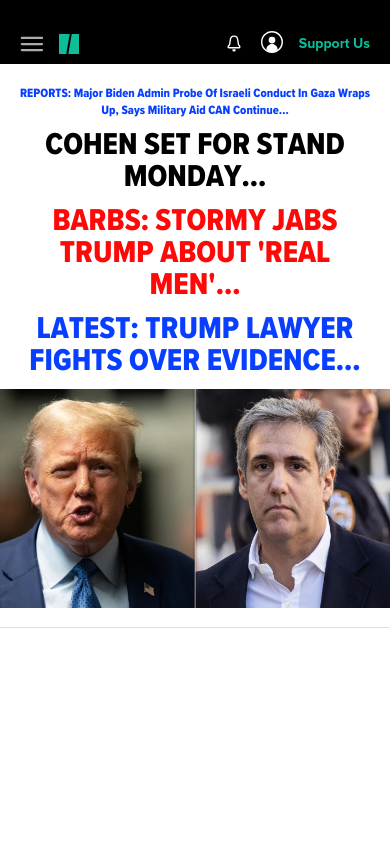 Support Us
REPORTS: Major Biden Admin Probe Of Israeli Conduct In Gaza Wraps
Up, Says Military Aid CAN Continue...
COHEN SET FOR STAND
MONDAY...
BARBS: STORMY JABS
TRUMP ABOUT 'REAL
MEN'...
LATEST: TRUMP LAWYER
FIGHTS OVER EVIDENCE...